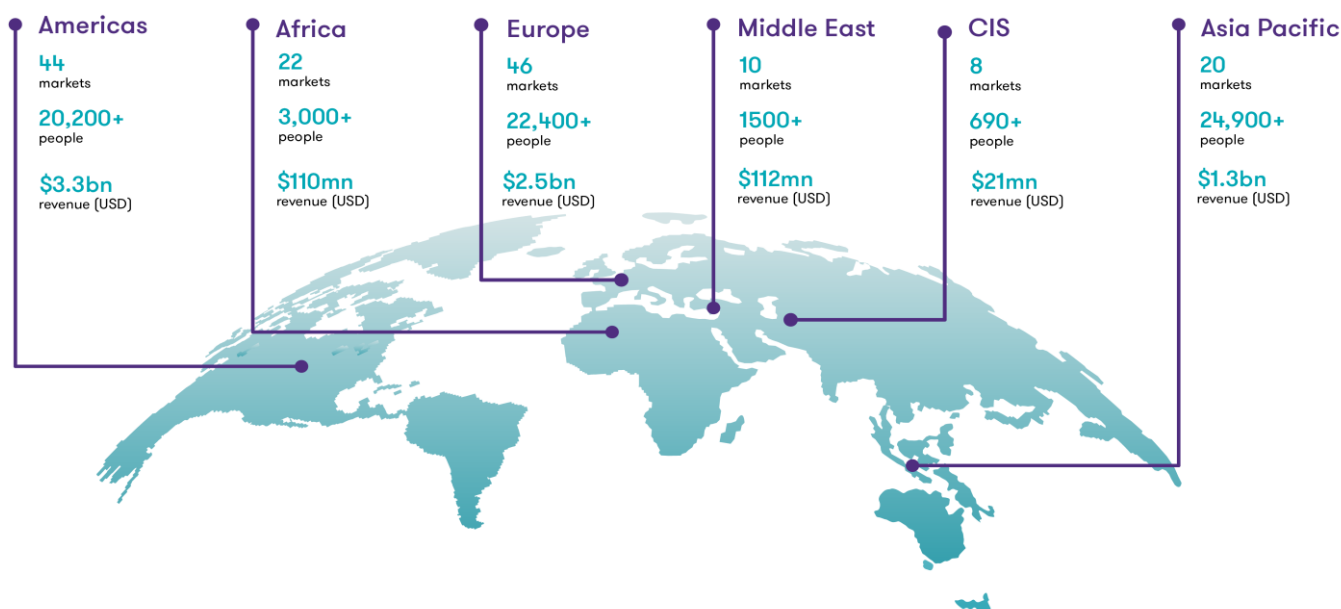 Americas
44
markets
20,200+
people
$3.3bn
revenue (USD)
Africa
22
markets
3,000+
people
$110mn
revenue (USD)
Europe
46
markets
22,400+
people
$2.5bn
revenue (USD)
Middle East
10
markets
1500+
people
$112mn
revenue (USD)
CIS
8
markets
690+
people
$21mn
revenue (USD)
Asia Pacific
20
markets
24,900+
people
$1.3bn
revenue (USD)